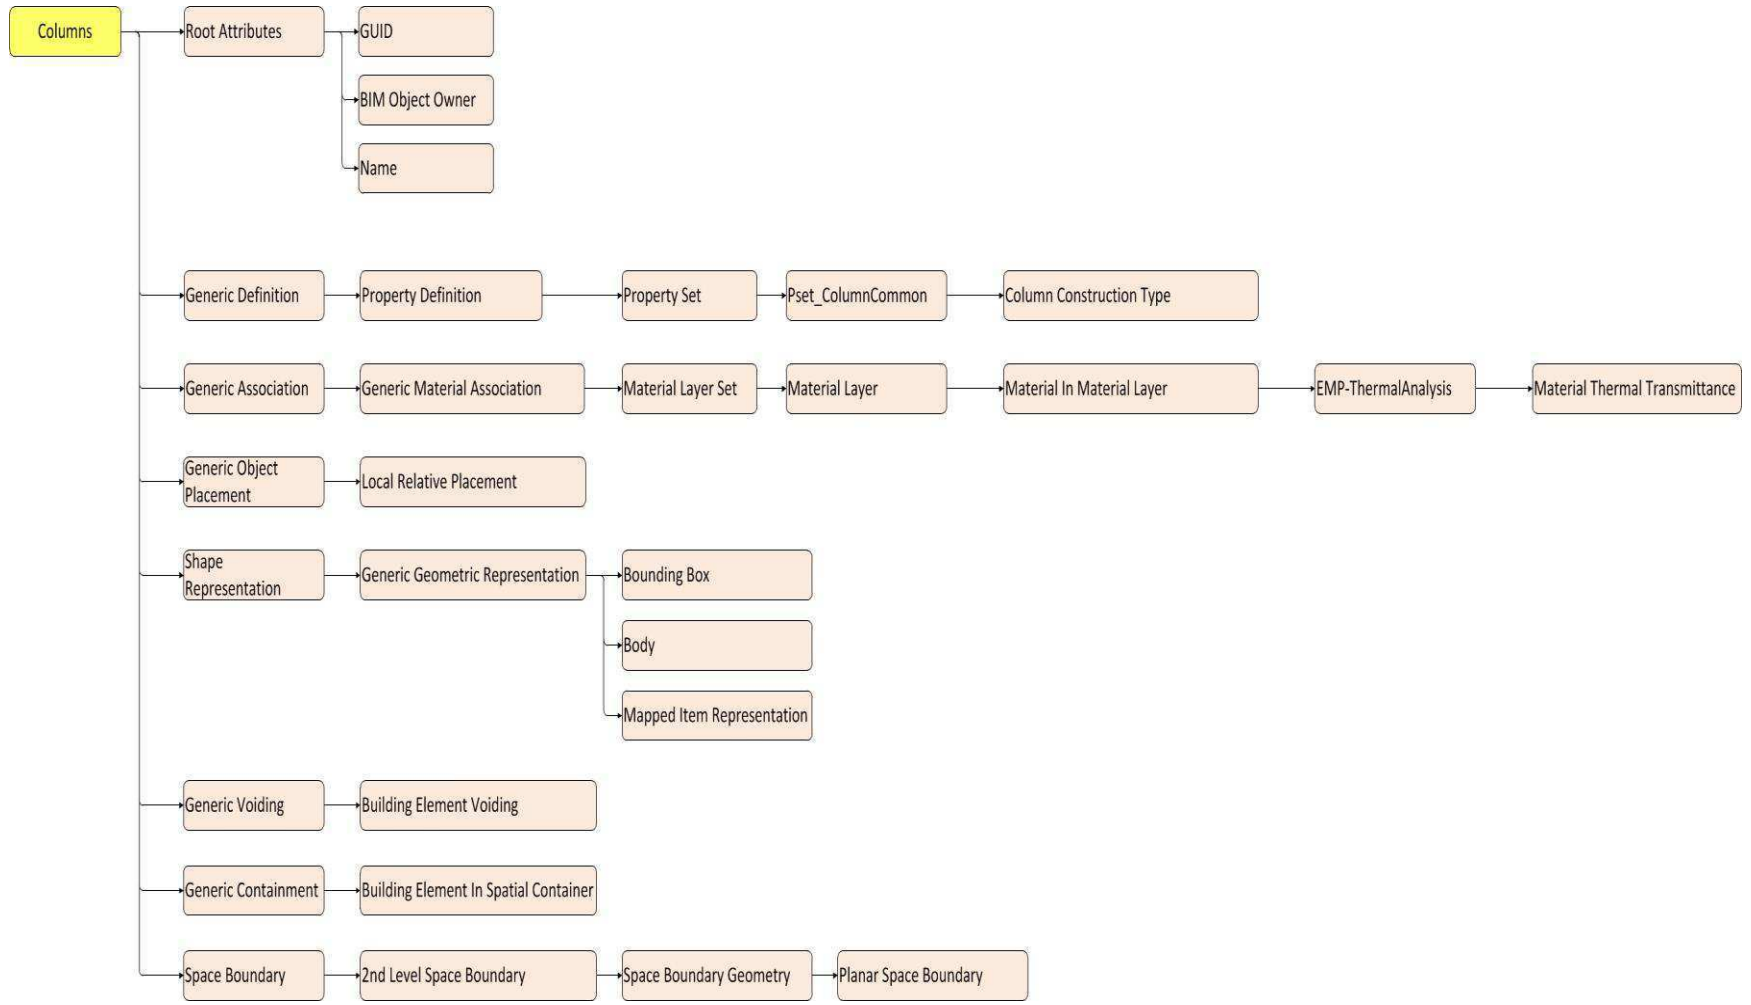 Columns
Root Attributes
GUID
BIM Object Owner
Name
Generic Definition
Property Definition
Property Set
Pset_ColumnCommon
Column Construction Type
Generic Association
Generic Material Association
Material Layer Set
Material Layer
Material In Material Layer
EMP-ThermalAnalysis
Material Thermal Transmittance
Generic Object
Placement
Local Relative Placement
Shape
Representation
Generic Geometric Representation
Bounding Box
Body
Mapped Item Representation
Generic Voiding
Building Element Voiding
Generic Containment
Building Element In Spatial Container
Space Boundary
2nd Level Space Boundary
Space Boundary Geometry
Planar Space Boundary